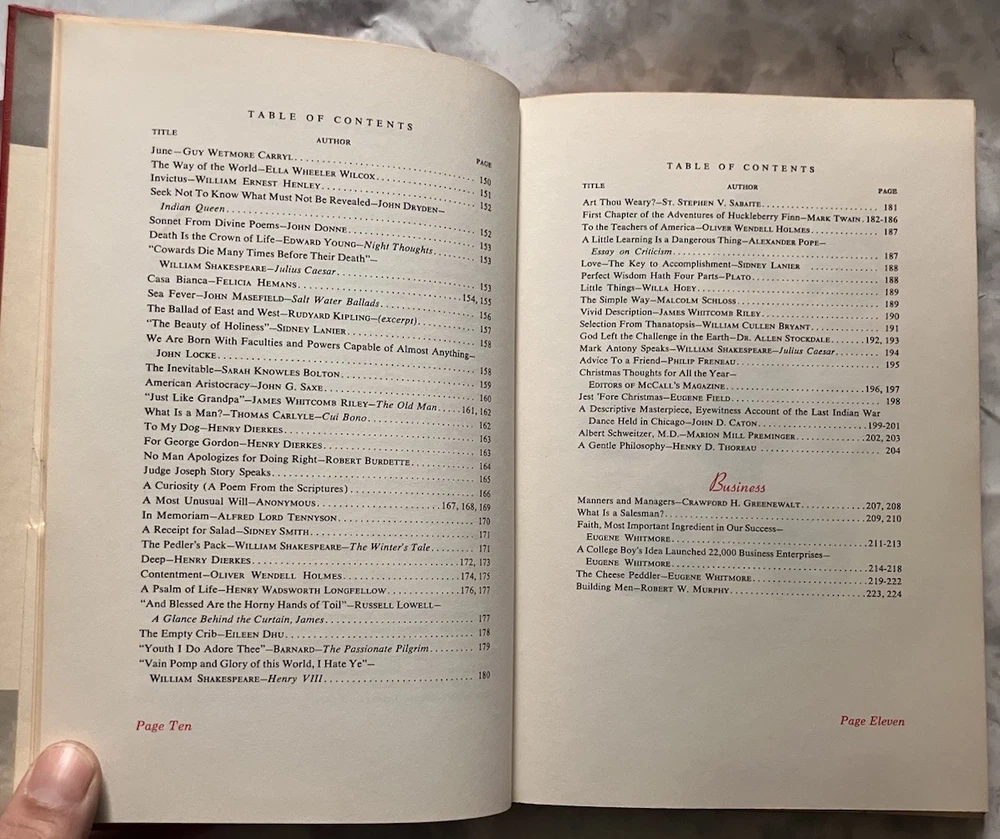 TABLE OF CONTENTS
TITLE AUTHOR PAGE
June—GUY WETMORE CARRYL 150
The Way of the World—ELLA WHEELER WILCOX 151
Invictus—WILLIAM ERNEST HENLEY 152
Seek Not To Know What Must Not Be Revealed—JOHN DRYDEN—
Indian Queen 152
Sonnet From Divine Poems—JOHN DONNE 153
Death Is the Crown of Life—EDWARD YOUNG—Night Thoughts 153
"Cowards Die Many Times Before Their Death"—
WILLIAM SHAKESPEARE—Julius Caesar 153
Casa Bianca—FELICIA HEMANS 154, 155
Sea Fever—JOHN MASEFIELD—Salt Water Ballads 156
The Ballad of East and West—RUDYARD KIPLING—(excerpt) 157
"The Beauty of Holiness"—SIDNEY LANIER 158
We Are Born With Faculties and Powers Capable of Almost Anything—
JOHN LOCKE 158
The Inevitable—SARAH KNOWLES BOLTON 159
American Aristocracy—JOHN G. SAXE 160
"Just Like Grandpa"—JAMES WHITCOMB RILEY—The Old Man 161, 162
What Is a Man?—THOMAS CARLYLE—Cui Bono 162
To My Dog—HENRY DIERKES 163
For George Gordon—HENRY DIERKES 163
No Man Apologizes for Doing Right—ROBERT BURDETTE 164
Judge Joseph Story Speaks 165
A Curiosity (A Poem From the Scriptures) 166
A Most Unusual Will—ANONYMOUS 167, 168, 169
In Memoriam—ALFRED LORD TENNYSON 170
A Receipt for Salad—SIDNEY SMITH 171
The Pedler's Pack—WILLIAM SHAKESPEARE—The Winter's Tale 171
Deep—HENRY DIERKES 172, 173
Contentment—OLIVER WENDELL HOLMES 174, 175
A Psalm of Life—HENRY WADSWORTH LONGFELLOW 176, 177
"And Blessed Are the Horny Hands of Toil"—RUSSELL LOWELL—
A Glance Behind the Curtain, James 177
The Empty Crib—EILEEN DHU 178
"Youth I Do Adore Thee"—BARNARD—The Passionate Pilgrim 179
"Vain Pomp and Glory of this World, I Hate Ye"—
WILLIAM SHAKESPEARE—Henry VIII 180
Page Ten
TABLE OF CONTENTS
TITLE AUTHOR PAGE
Art Thou Weary?—ST. STEPHEN V. SABAITE 181
First Chapter of the Adventures of Huckleberry Finn—MARK TWAIN. 182-186
To the Teachers of America—OLIVER WENDELL HOLMES 187
A Little Learning Is a Dangerous Thing—ALEXANDER POPE—
Essay on Criticism 187
Love—The Key to Accomplishment—SIDNEY LANIER 188
Perfect Wisdom Hath Four Parts—PLATO 188
Little Things—WILLA HOEY 189
The Simple Way—MALCOLM SCHLOSS 189
Vivid Description—JAMES WHITCOMB RILEY 190
Selection From Thanatopsis—WILLIAM CULLEN BRYANT 191
God Left the Challenge in the Earth—DR. ALLEN STOCKDALE 192, 193
Mark Antony Speaks—WILLIAM SHAKESPEARE—Julius Caesar 194
Advice To a Friend—PHILIP FRENEAU 195
Christmas Thoughts for All the Year—
EDITORS OF MCCALL'S MAGAZINE 196, 197
Jest 'Fore Christmas—EUGENE FIELD 198
A Descriptive Masterpiece, Eyewitness Account of the Last Indian War
Dance Held in Chicago—JOHN D. CATON 199-201
Albert Schweitzer, M.D.—MARION MILL PREMINGER 202, 203
A Gentle Philosophy—HENRY D. THOREAU 204
Business
Manners and Managers—CRAWFORD H. GREENEWALT 207, 208
What Is a Salesman? 209, 210
Faith, Most Important Ingredient in Our Success—
EUGENE WHITMORE 211-213
A College Boy's Idea Launched 22,000 Business Enterprises—
EUGENE WHITMORE 214-218
The Cheese Peddler—EUGENE WHITMORE 219-222
Building Men—ROBERT W. MURPHY 223, 224
Page Eleven